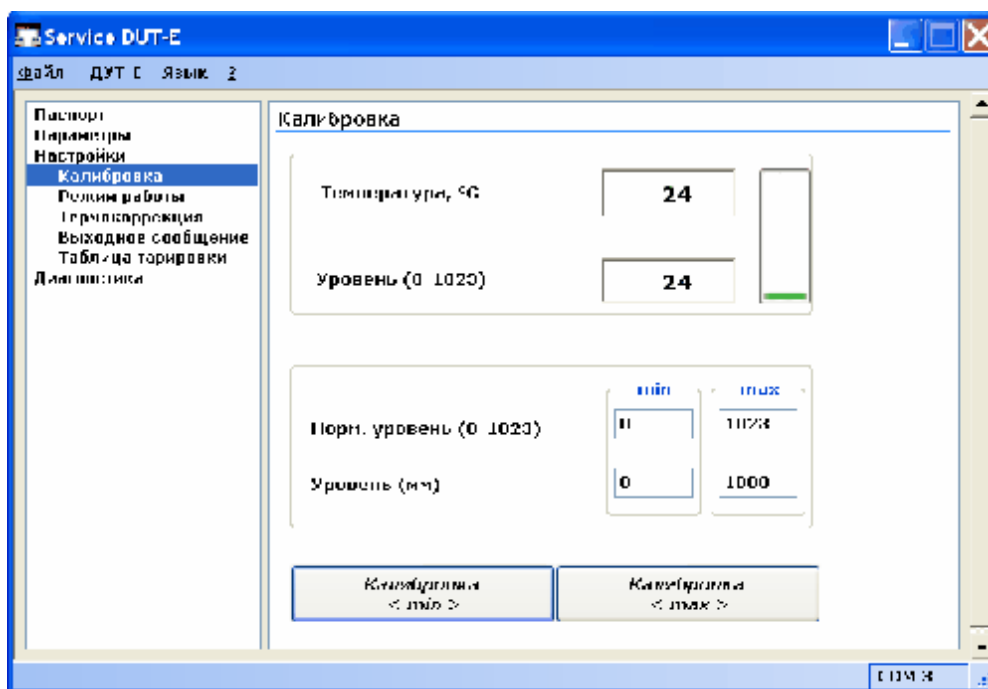 Service DUT-E
Файл ДУТ-Е Язык ?
Паспорт
Параметры
Настройки
Калибровка
Режим работы
Термокоррекция
Выходное сообщение
Таблица тарировки
Диагностика
Калибровка
Температура, °C 24
Уровень (0 1023) 24
min max
Норм. уровень (0 1023) 0 1023
Уровень (мм) 0 1000
Калибровка
< min >
Калибровка
< max >
COM 3